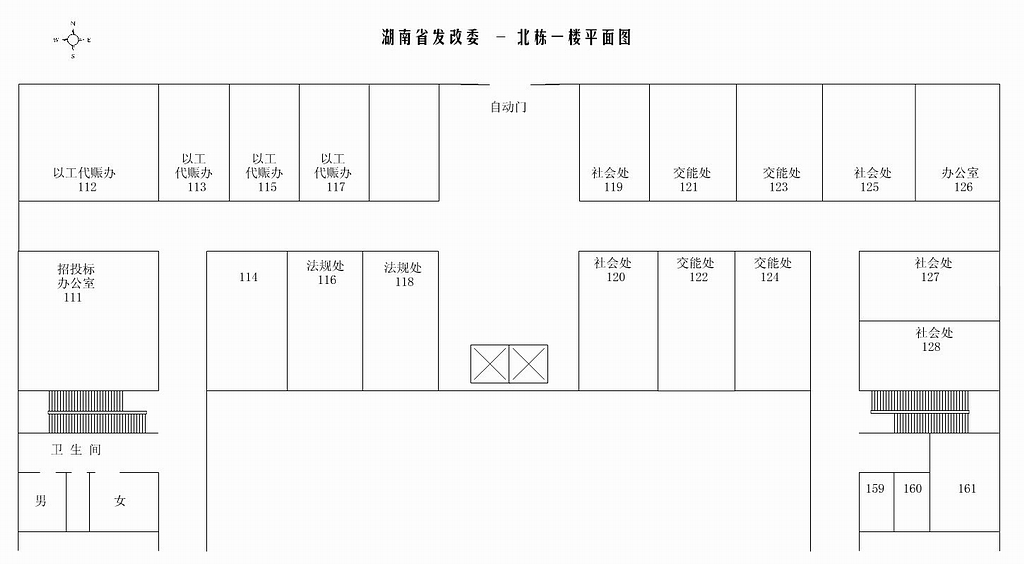 N
W E
S
湖南省发改委 - 北栋一楼平面图
自动门
以工代赈办
112
以工
代赈办
113
以工
代赈办
115
以工
代赈办
117
社会处
119
交能处
121
交能处
123
社会处
125
办公室
126
招投标
办公室
111
114
法规处
116
法规处
118
社会处
120
交能处
122
交能处
124
社会处
127
社会处
128
卫生间
男
女
159
160
161